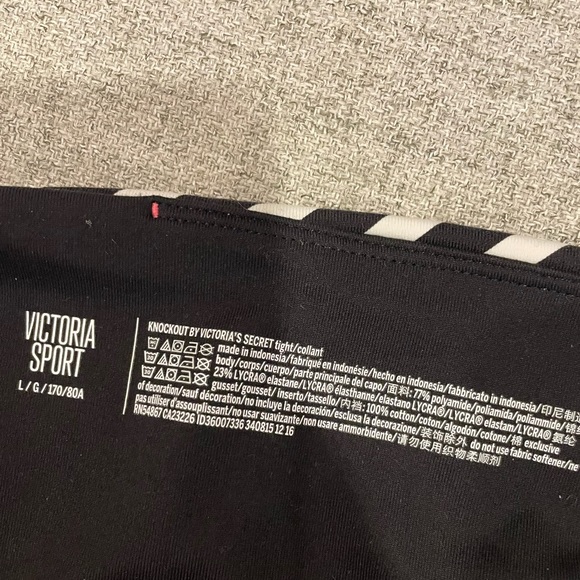 VICTORIA
SPORT
L / G / 170/80A
KNOCKOUT BY VICTORIA'S SECRET tight/collant
made in indonesia/fabriqué en indonésie/hecho en indonesia/fabbricato in indonesia/印尼制造
body/corps/cuerpo/parte principale del capo/面料: 77% polyamide/poliamida/poliammide/锦纶
23% LYCRA® elastane/LYCRA® élasthanne/LYCRA® elastano/LYCRA® elastam/LYCRA® 氨纶
gusset/gousset/inserto/tassello/内裆: 100% cotton/coton/algodón/cotone/棉 exclusive
of decoration/sauf décoration/no incluye la decoración/esclusa la decorazione/装饰除外 do not use fabric softener/ne
pas utiliser d'assouplissant/no usar suavizante/non usare ammorbidente/请勿使用织物柔顺剂
RN54867 CA23226 ID36007336 340815 12 16